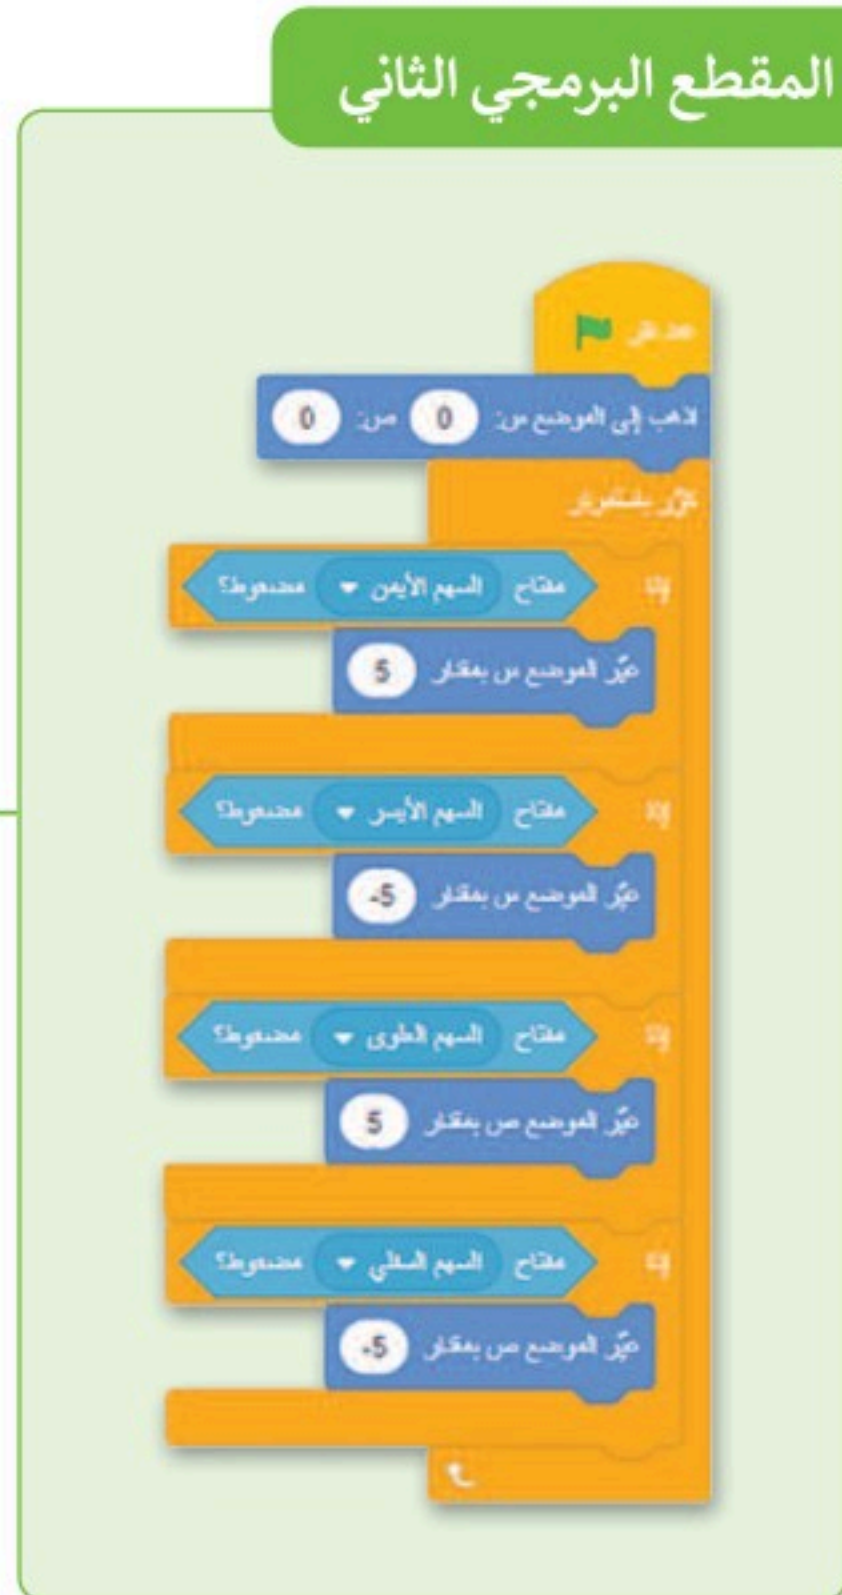 المقطع البرمجي الثاني
عند نقر
اذهب إلى الموضع س: 0 ص: 0
كرّر باستمرار
إذا مفتاح السهم الأيمن مضغوط؟
غيّر الموضع س بمقدار 5
إذا مفتاح السهم الأيسر مضغوط؟
غيّر الموضع س بمقدار -5
إذا مفتاح السهم العلوي مضغوط؟
غيّر الموضع ص بمقدار 5
إذا مفتاح السهم السفلي مضغوط؟
غيّر الموضع ص بمقدار -5